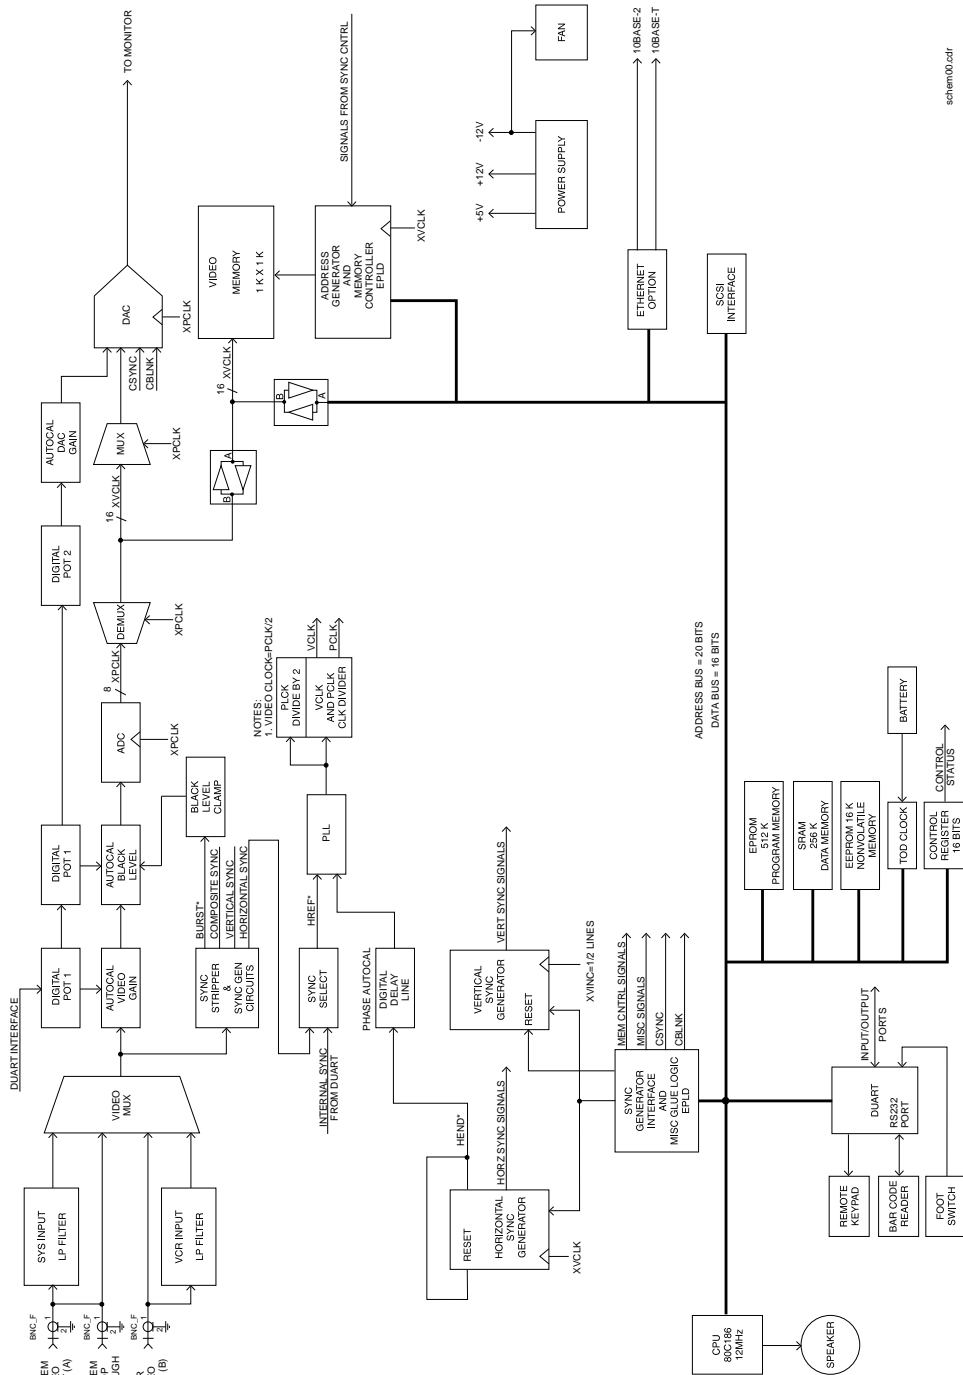 BNC_F
1
2
EM
O
(A)
BNC_F
1
2
EM
P
UGH
BNC_F
1
2
R
O
(B)
SYS INPUT
LP FILTER
VCR INPUT
LP FILTER
VIDEO
MUX
DUART INTERFACE
DIGITAL
POT 1
AUTOCAL
VIDEO
GAIN
DIGITAL
POT 1
AUTOCAL
BLACK
LEVEL
BLACK
LEVEL
CLAMP
ADC
XPCLK
8
XPCLK
DEMUX
XPCLK
DIGITAL
POT 2
16
XVCLK
MUX
XPCLK
AUTOCAL
DAC
GAIN
CSYNC
CBLNK
DAC
XPCLK
TO MONITOR
SYNC
STRIPPER
&
SYNC GEN
CIRCUITS
BURST*
COMPOSITE SYNC
VERTICAL SYNC
HORIZONTAL SYNC
INTERNAL SYNC
FROM DUART
SYNC
SELECT
HREF*
PHASE AUTOCAL
DIGITAL
DELAY
LINE
PLL
NOTES:
1. VIDEO CLOCK=PCLK/2
PLCK
DIVIDE BY 2
VCLK
AND PCLK
CLK DIVIDER
VCLK
PCLK
B
A
16
XVCLK
B
A
VIDEO
MEMORY
1 K X 1 K
ADDRESS
GENERATOR
AND
MEMORY
CONTROLLER
EPLD
XVCLK
SIGNALS FROM SYNC CNTRL
RESET
HORIZONTAL
SYNC
GENERATOR
XVCLK
HEND*
HORZ SYNC SIGNALS
VERTICAL
SYNC
GENERATOR
RESET
XVINC=1/2 LINES
VERT SYNC SIGNALS
SYNC
GENERATOR
INTERFACE
AND
MISC GLUE LOGIC
EPLD
MEM CNTRL SIGNALS
MISC SIGNALS
CSYNC
CBLNK
+5V
+12V
-12V
POWER SUPPLY
FAN
ETHERNET
OPTION
10BASE-2
10BASE-T
SCSI
INTERFACE
ADDRESS BUS = 20 BITS
DATA BUS = 16 BITS
CPU
80C186
12MHz
SPEAKER
REMOTE
KEYPAD
BAR CODE
READER
FOOT
SWITCH
DUART
RS232
PORT
INPUT/OUTPUT
PORTS
EPROM
512 K
PROGRAM MEMORY
SRAM
256 K
DATA MEMORY
EEPROM 16 K
NONVOLATILE
MEMORY
TOD CLOCK
BATTERY
CONTROL
REGISTER
16 BITS
CONTROL
STATUS
schem00.cdr